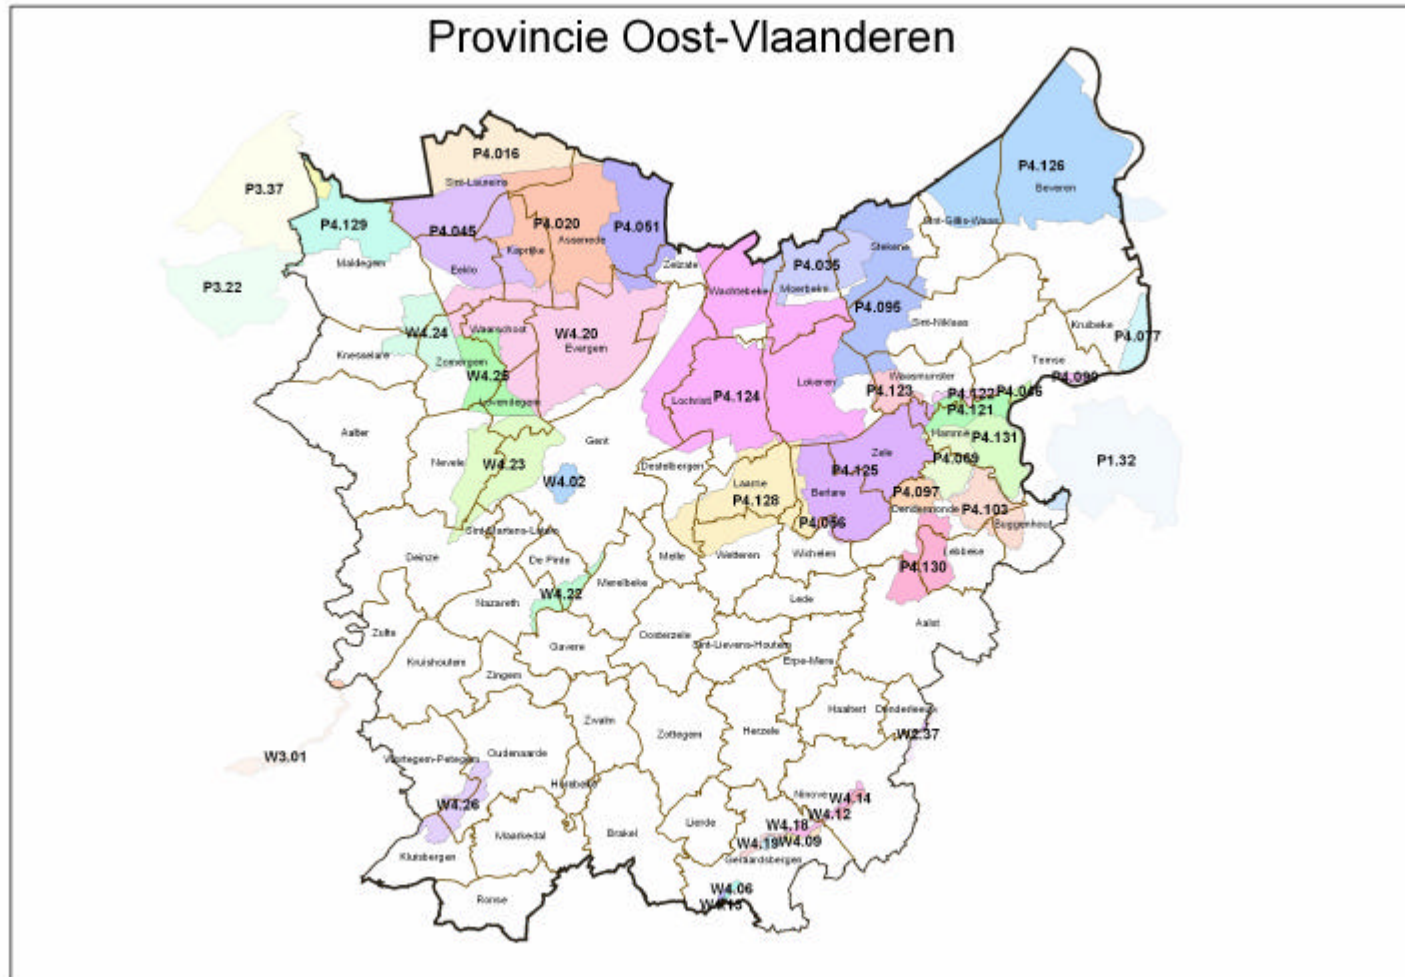 Provincie Oost-Vlaanderen
P4.016
P4.126
Beveren
P3.37
Sint-Laureins
P4.129
P4.045
P4.020
Assenede
P4.051
Sint-Gillis-Waas
Stekene
Kaprijke
Maldegem
Eeklo
Zelzate
P4.035
Moerbeke
P3.22
Wachtebeke
P4.095
Sint-Niklaas
Kruibeke
P4.077
W4.24
Waarschoot
W4.20
Evergem
Knesselare
Zomergem
Temse
W4.25
Waasmunster
P4.099
Lokeren
P4.123
P4.122
P4.046
Lovendegem
Lochristi
P4.124
P4.121
Aalter
Gent
Hamme
P4.131
Nevele
W4.23
Destelbergen
Zele
P4.069
P1.32
W4.02
Laarne
P4.125
P4.128
Berlare
P4.097
Dendermonde
P4.103
P4.056
Buggenhout
Sint-Martens-Latem
Deinze
De Pinte
Melle
Wetteren
Wichelen
Lebbeke
P4.130
Merelbeke
W4.22
Nazareth
Lede
Aalst
Zulte
Oosterzele
Gavere
Sint-Lievens-Houtem
Kruishoutem
Erpe-Mere
Zingem
Haaltert
Denderleeuw
Zwalm
Zottegem
Herzele
W2.37
W3.01
Wortegem-Petegem
Oudenaarde
Horebeke
Ninove
W4.14
W4.26
W4.12
W4.18
Lierde
Maarkedal
Brakel
W4.19
W4.09
Kluisbergen
Geraardsbergen
W4.06
Ronse